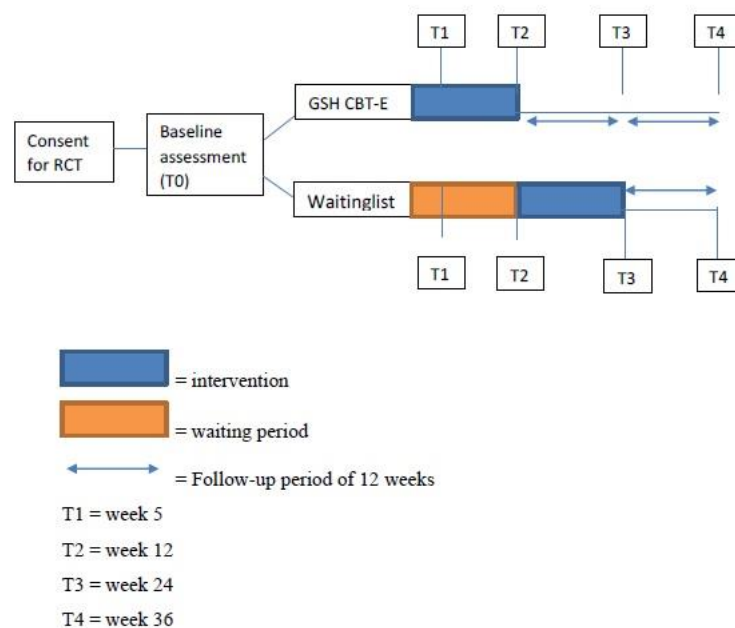 T1
T2
T3
T4
GSH CBT-E
Consent
for RCT
Baseline
assessment
(T0)
Waitinglist
T1
T2
T3
T4
= intervention
= waiting period
= Follow-up period of 12 weeks
T1 = week 5
T2 = week 12
T3 = week 24
T4 = week 36